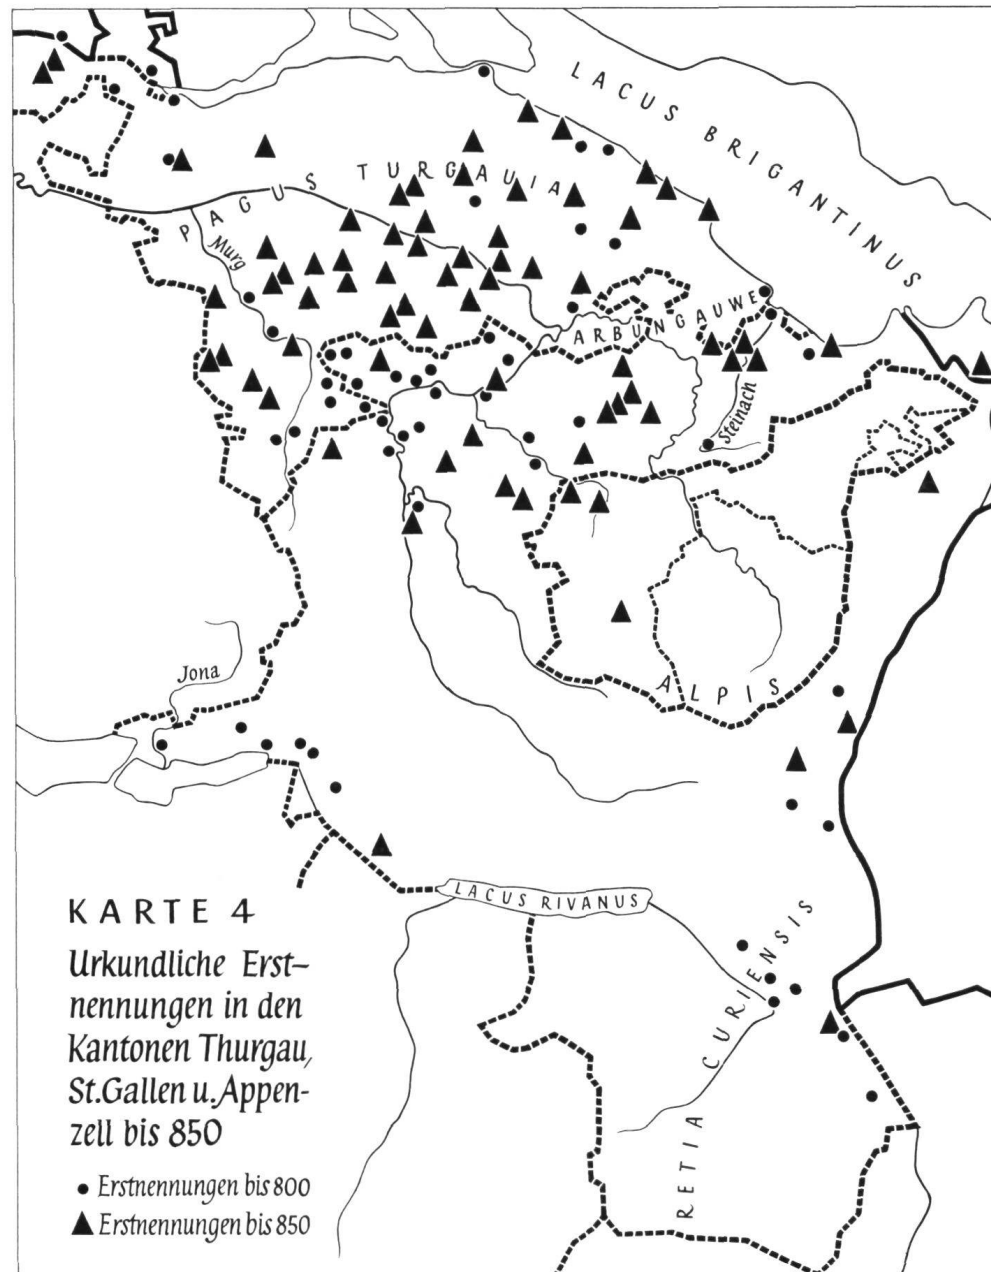 LACUS BRIGANTINUS
PAGUS TURGAUIA
Murg
ARBUNGAUWE
Steinach
Jona
ALPIS
LACUS RIVANUS
RETIA CURIENSIS
KARTE 4
Urkundliche Erst-
nennungen in den
Kantonen Thurgau,
St.Gallen u. Appen-
zell bis 850
Erstnennungen bis 800
Erstnennungen bis 850